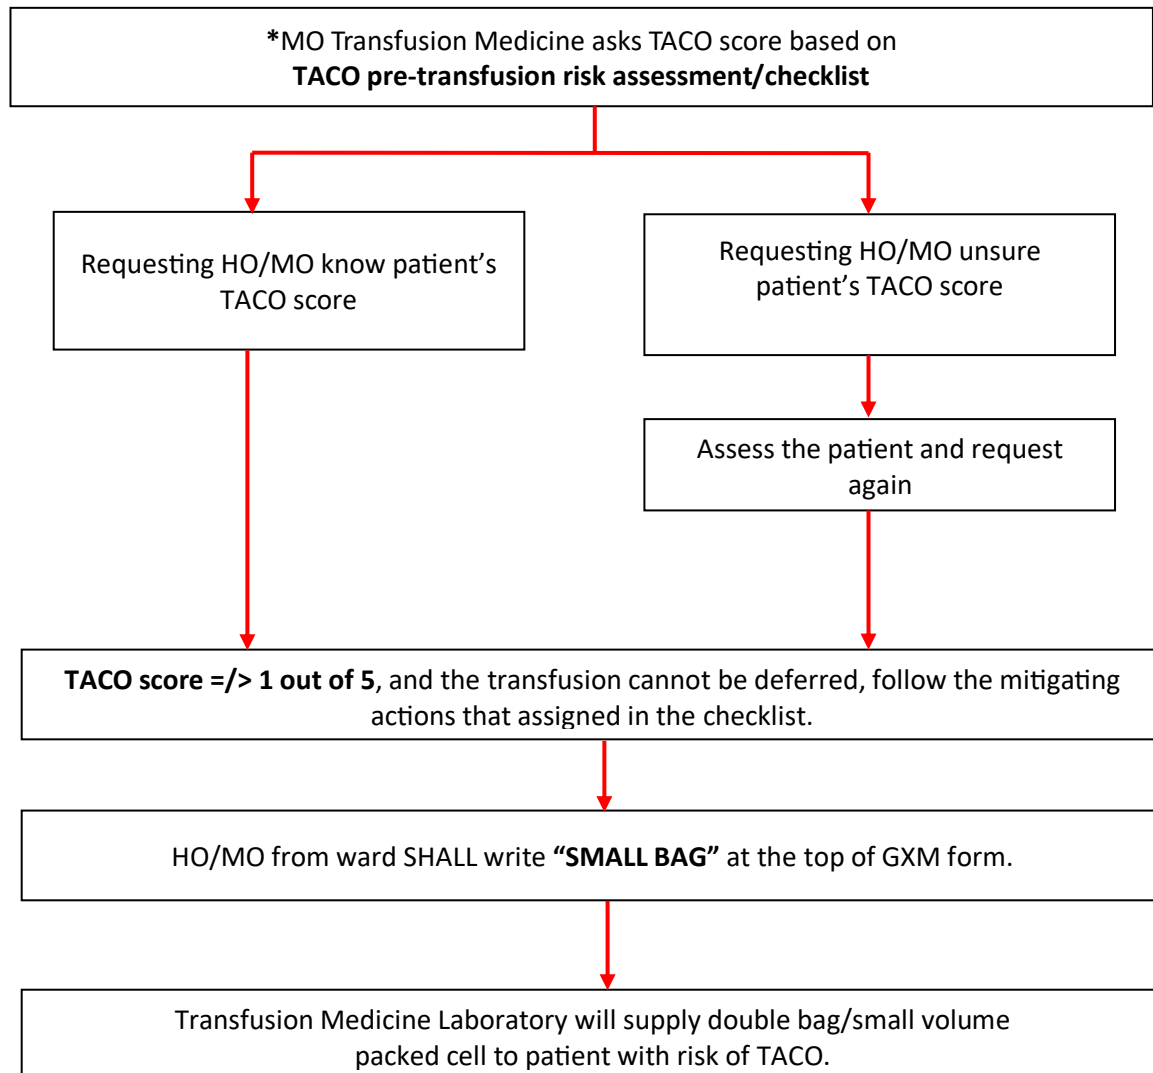 *MO Transfusion Medicine asks TACO score based on
TACO pre-transfusion risk assessment/checklist
Requesting HO/MO know patient's
TACO score
Requesting HO/MO unsure
patient's TACO score
Assess the patient and request
again
TACO score =/> 1 out of 5, and the transfusion cannot be deferred, follow the mitigating
actions that assigned in the checklist.
HO/MO from ward SHALL write “SMALL BAG” at the top of GXM form.
Transfusion Medicine Laboratory will supply double bag/small volume
packed cell to patient with risk of TACO.